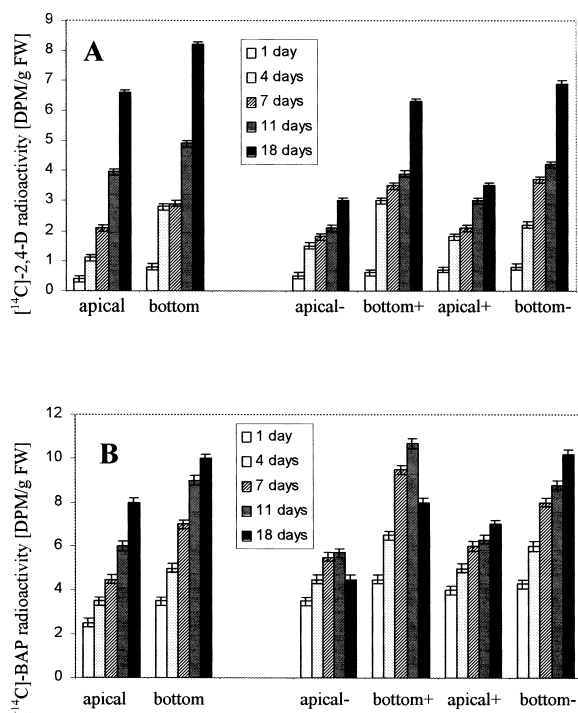 [¹⁴C]-2,4-D radioactivity [DPM/g FW]
9
8
7
6
5
4
3
2
1
0
A
1 day
4 days
7 days
11 days
18 days
apical bottom apical- bottom+ apical+ bottom-
[¹⁴C]-BAP radioactivity [DPM/g FW]
12
10
8
6
4
2
0
B
1 day
4 days
7 days
11 days
18 days
apical bottom apical- bottom+ apical+ bottom-